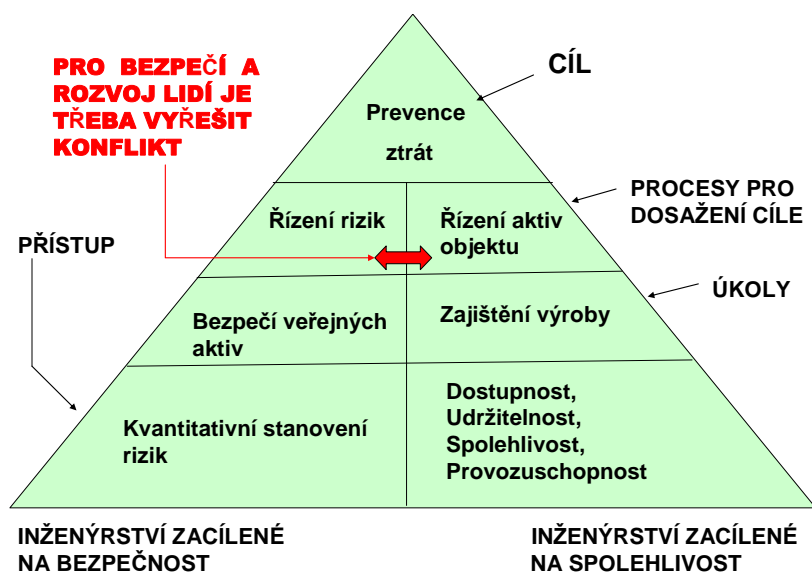 PRO BEZPEČÍ A
ROZVOJ LIDÍ JE
TŘEBA VYŘEŠIT
KONFLIKT
CÍL
Prevence
ztrát
PROCESY PRO
DOSAŽENÍ CÍLE
Řízení rizik
Řízení aktiv
objektu
PŘÍSTUP
ÚKOLY
Bezpečí veřejných
aktiv
Zajištění výroby
Kvantitativní stanovení
rizik
Dostupnost,
Udržitelnost,
Spolehlivost,
Provozuschopnost
INŽENÝRSTVÍ ZACÍLENÉ
NA BEZPEČNOST
INŽENÝRSTVÍ ZACÍLENÉ
NA SPOLEHLIVOST